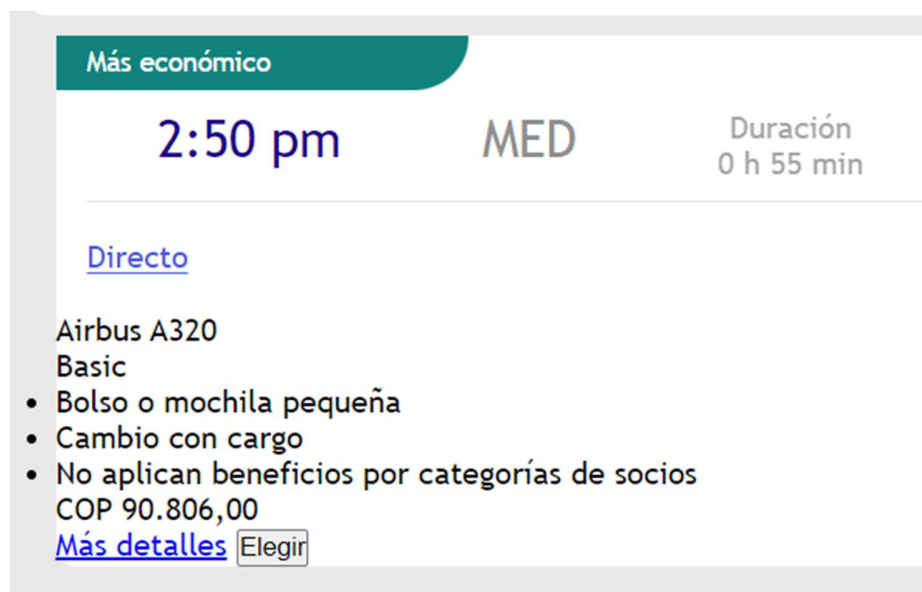 Más económico
2:50 pm MED Duración
0 h 55 min
Directo
Airbus A320
Basic
• Bolso o mochila pequeña
• Cambio con cargo
• No aplican beneficios por categorías de socios
COP 90.806,00
Más detalles Elegir